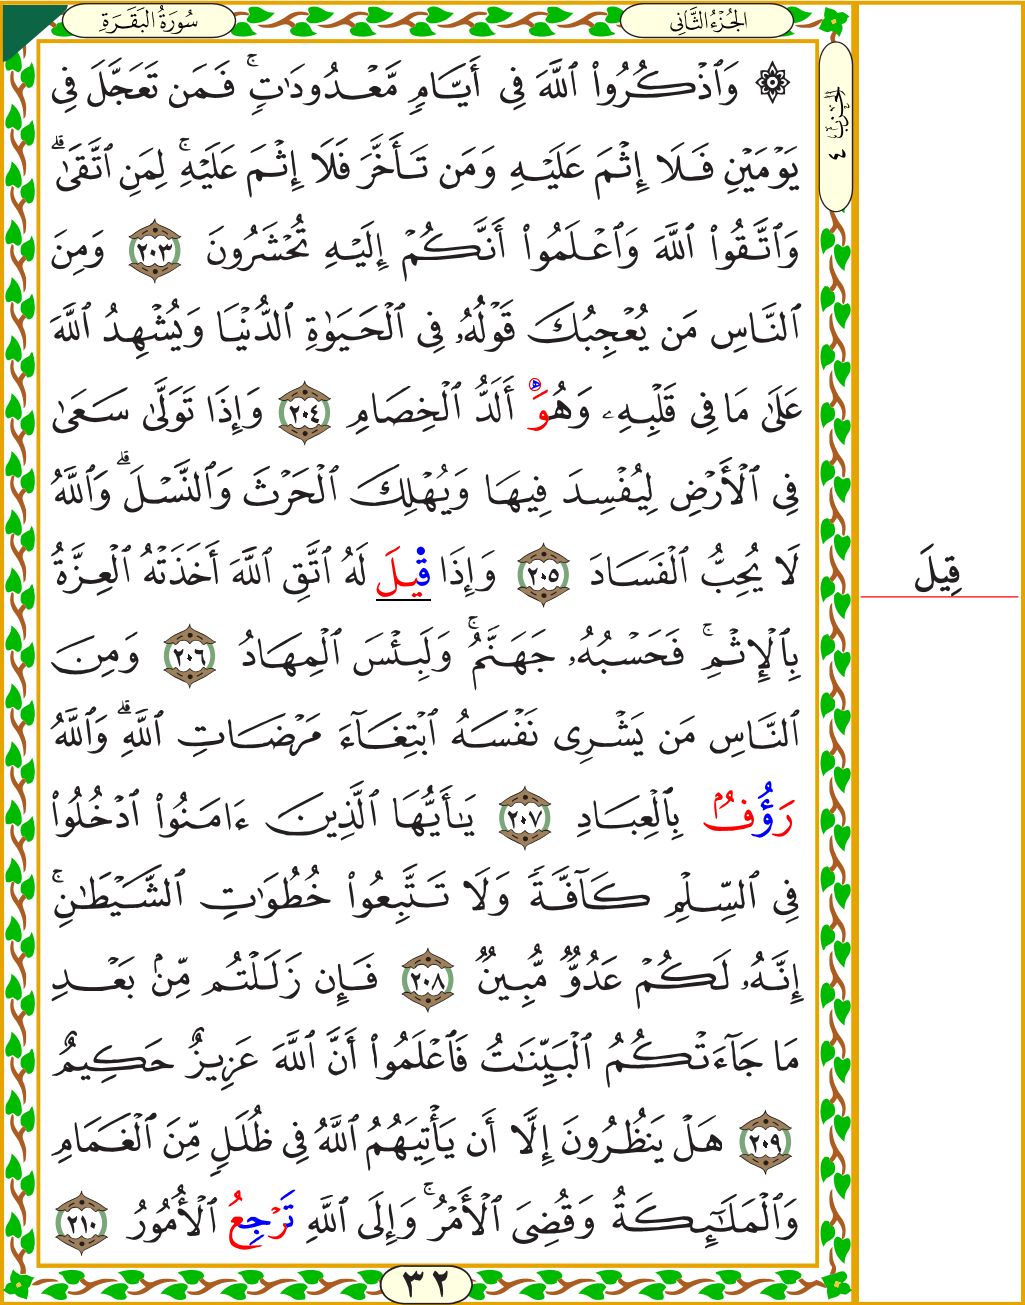 سُورَةُ البَقَرَةِ
الجُزْءُ الثَّانِي
الحِزْبُ ٤
۞ وَٱذْكُرُوا۟ ٱللَّهَ فِىٓ أَيَّامٍۢ مَّعْدُودَٰتٍۢ ۚ فَمَن تَعَجَّلَ فِى
يَوْمَيْنِ فَلَآ إِثْمَ عَلَيْهِ وَمَن تَأَخَّرَ فَلَآ إِثْمَ عَلَيْهِ ۚ لِمَنِ ٱتَّقَىٰ ۗ
وَٱتَّقُوا۟ ٱللَّهَ وَٱعْلَمُوٓا۟ أَنَّكُمْ إِلَيْهِ تُحْشَرُونَ ٢٠٣ وَمِنَ
ٱلنَّاسِ مَن يُعْجِبُكَ قَوْلُهُۥ فِى ٱلْحَيَوٰةِ ٱلدُّنْيَا وَيُشْهِدُ ٱللَّهَ
عَلَىٰ مَا فِى قَلْبِهِۦ وَهُوَ أَلَدُّ ٱلْخِصَامِ ٢٠٤ وَإِذَا تَوَلَّىٰ سَعَىٰ
فِى ٱلْأَرْضِ لِيُفْسِدَ فِيهَا وَيُهْلِكَ ٱلْحَرْثَ وَٱلنَّسْلَ ۗ وَٱللَّهُ
لَا يُحِبُّ ٱلْفَسَادَ ٢٠٥ وَإِذَا قِيلَ لَهُ ٱتَّقِ ٱللَّهَ أَخَذَتْهُ ٱلْعِزَّةُ
قِيلَ
بِٱلْإِثْمِ ۚ فَحَسْبُهُۥ جَهَنَّمُ ۚ وَلَبِئْسَ ٱلْمِهَادُ ٢٠٦ وَمِنَ
ٱلنَّاسِ مَن يَشْرِى نَفْسَهُ ٱبْتِغَآءَ مَرْضَاتِ ٱللَّهِ ۗ وَٱللَّهُ
رَؤُفٌۢ بِٱلْعِبَادِ ٢٠٧ يَٰٓأَيُّهَا ٱلَّذِينَ ءَامَنُوا۟ ٱدْخُلُوا۟
فِى ٱلسِّلْمِ كَآفَّةً وَلَا تَتَّبِعُوا۟ خُطُوَٰتِ ٱلشَّيْطَٰنِ ۚ
إِنَّهُۥ لَكُمْ عَدُوٌّ مُّبِينٌ ٢٠٨ فَإِن زَلَلْتُم مِّنۢ بَعْدِ
مَا جَآءَتْكُمُ ٱلْبَيِّنَٰتُ فَٱعْلَمُوٓا۟ أَنَّ ٱللَّهَ عَزِيزٌ حَكِيمٌ
٢٠٩ هَلْ يَنظُرُونَ إِلَّآ أَن يَأْتِيَهُمُ ٱللَّهُ فِى ظُلَلٍ مِّنَ ٱلْغَمَامِ
وَٱلْمَلَٰٓئِكَةُ وَقُضِىَ ٱلْأَمْرُ ۚ وَإِلَى ٱللَّهِ تَرْجِعُ ٱلْأُمُورُ ٢١٠
٣٢